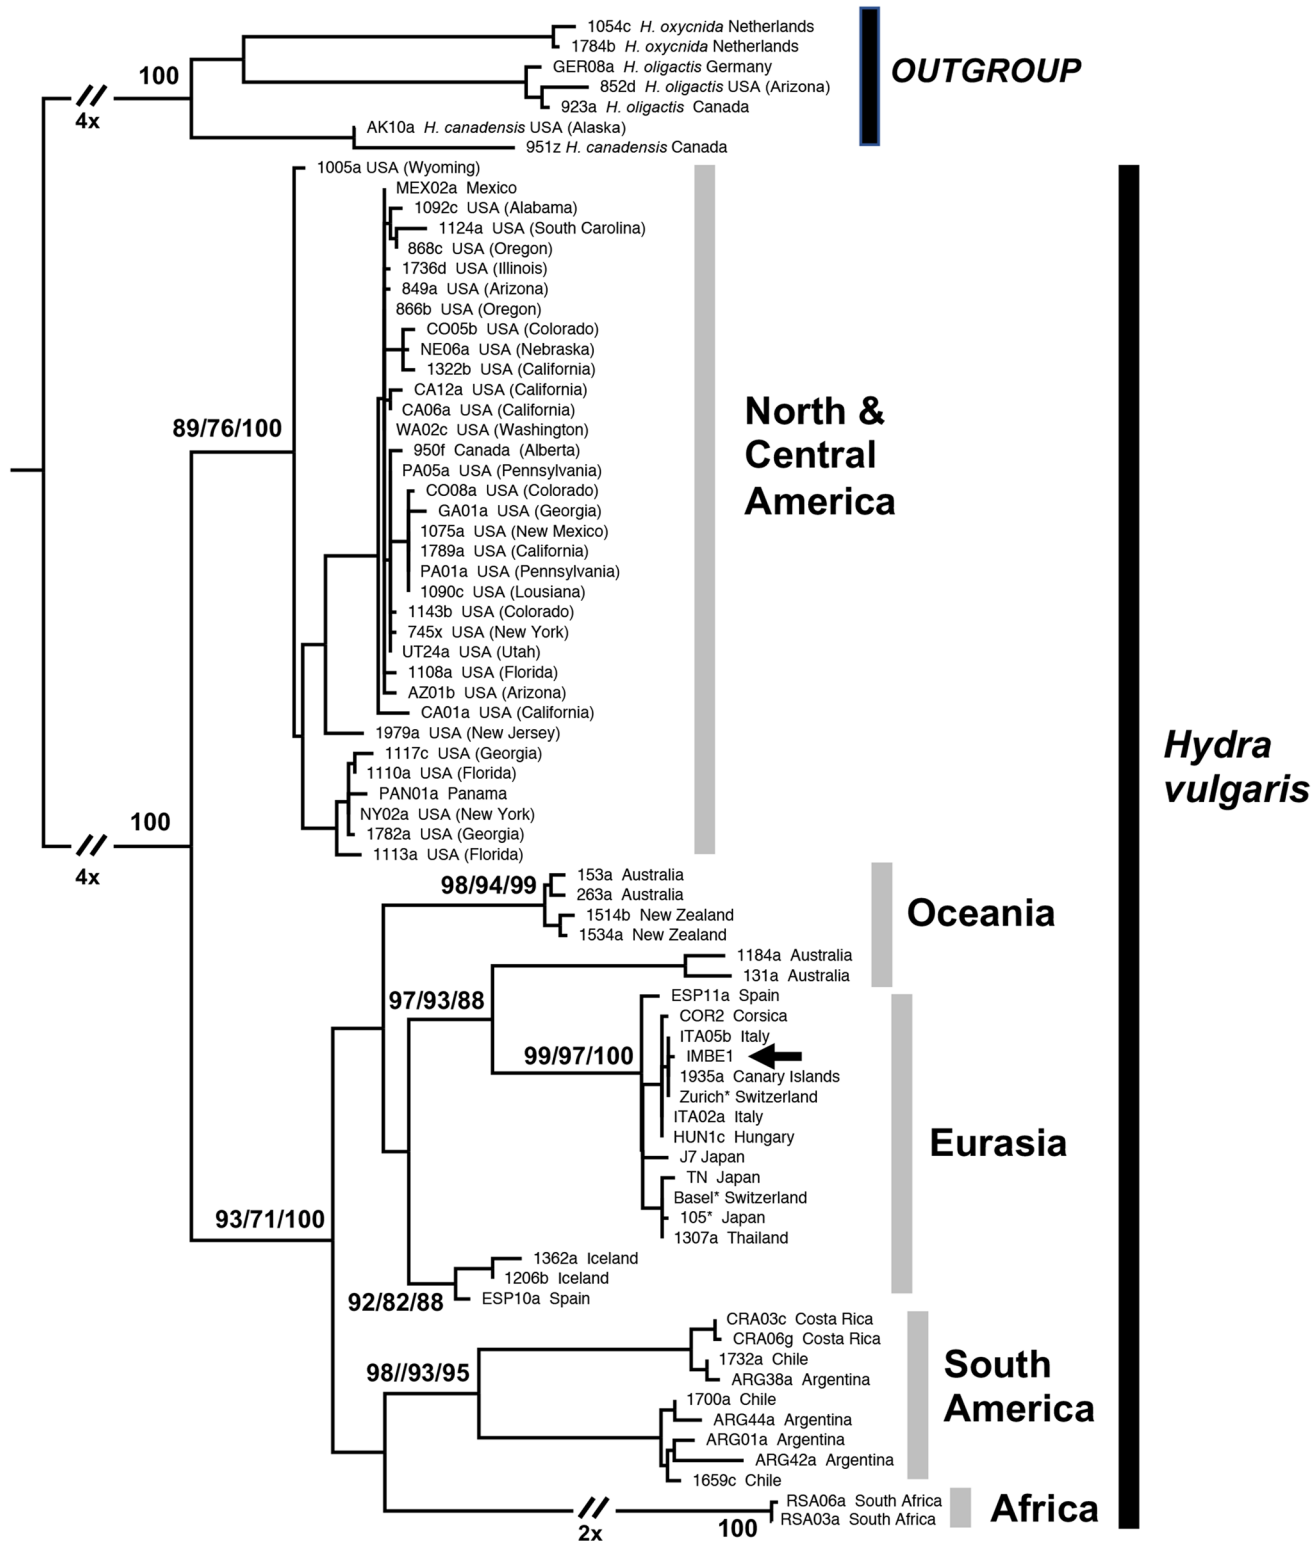 1054c H. oxycnida Netherlands
1784b H. oxycnida Netherlands
GER08a H. oligactis Germany
852d H. oligactis USA (Arizona)
923a H. oligactis Canada
AK10a H. canadensis USA (Alaska)
951z H. canadensis Canada
OUTGROUP
100
4x
1005a USA (Wyoming)
MEX02a Mexico
1092c USA (Alabama)
1124a USA (South Carolina)
868c USA (Oregon)
1736d USA (Illinois)
849a USA (Arizona)
866b USA (Oregon)
CO05b USA (Colorado)
NE06a USA (Nebraska)
1322b USA (California)
CA12a USA (California)
CA06a USA (California)
WA02c USA (Washington)
950f Canada (Alberta)
PA05a USA (Pennsylvania)
CO08a USA (Colorado)
GA01a USA (Georgia)
1075a USA (New Mexico)
1789a USA (California)
PA01a USA (Pennsylvania)
1090c USA (Lousiana)
1143b USA (Colorado)
745x USA (New York)
UT24a USA (Utah)
1108a USA (Florida)
AZ01b USA (Arizona)
CA01a USA (California)
1979a USA (New Jersey)
1117c USA (Georgia)
1110a USA (Florida)
PAN01a Panama
NY02a USA (New York)
1782a USA (Georgia)
1113a USA (Florida)
89/76/100
North &
Central
America
Hydra
vulgaris
100
4x
153a Australia
263a Australia
1514b New Zealand
1534a New Zealand
1184a Australia
131a Australia
98/94/99
Oceania
97/93/88
ESP11a Spain
COR2 Corsica
ITA05b Italy
IMBE1
1935a Canary Islands
Zurich* Switzerland
ITA02a Italy
HUN1c Hungary
J7 Japan
TN Japan
Basel* Switzerland
105* Japan
1307a Thailand
1362a Iceland
1206b Iceland
ESP10a Spain
99/97/100
Eurasia
93/71/100
92/82/88
CRA03c Costa Rica
CRA06g Costa Rica
1732a Chile
ARG38a Argentina
1700a Chile
ARG44a Argentina
ARG01a Argentina
ARG42a Argentina
1659c Chile
98//93/95
South
America
RSA06a South Africa
RSA03a South Africa
Africa
2x
100